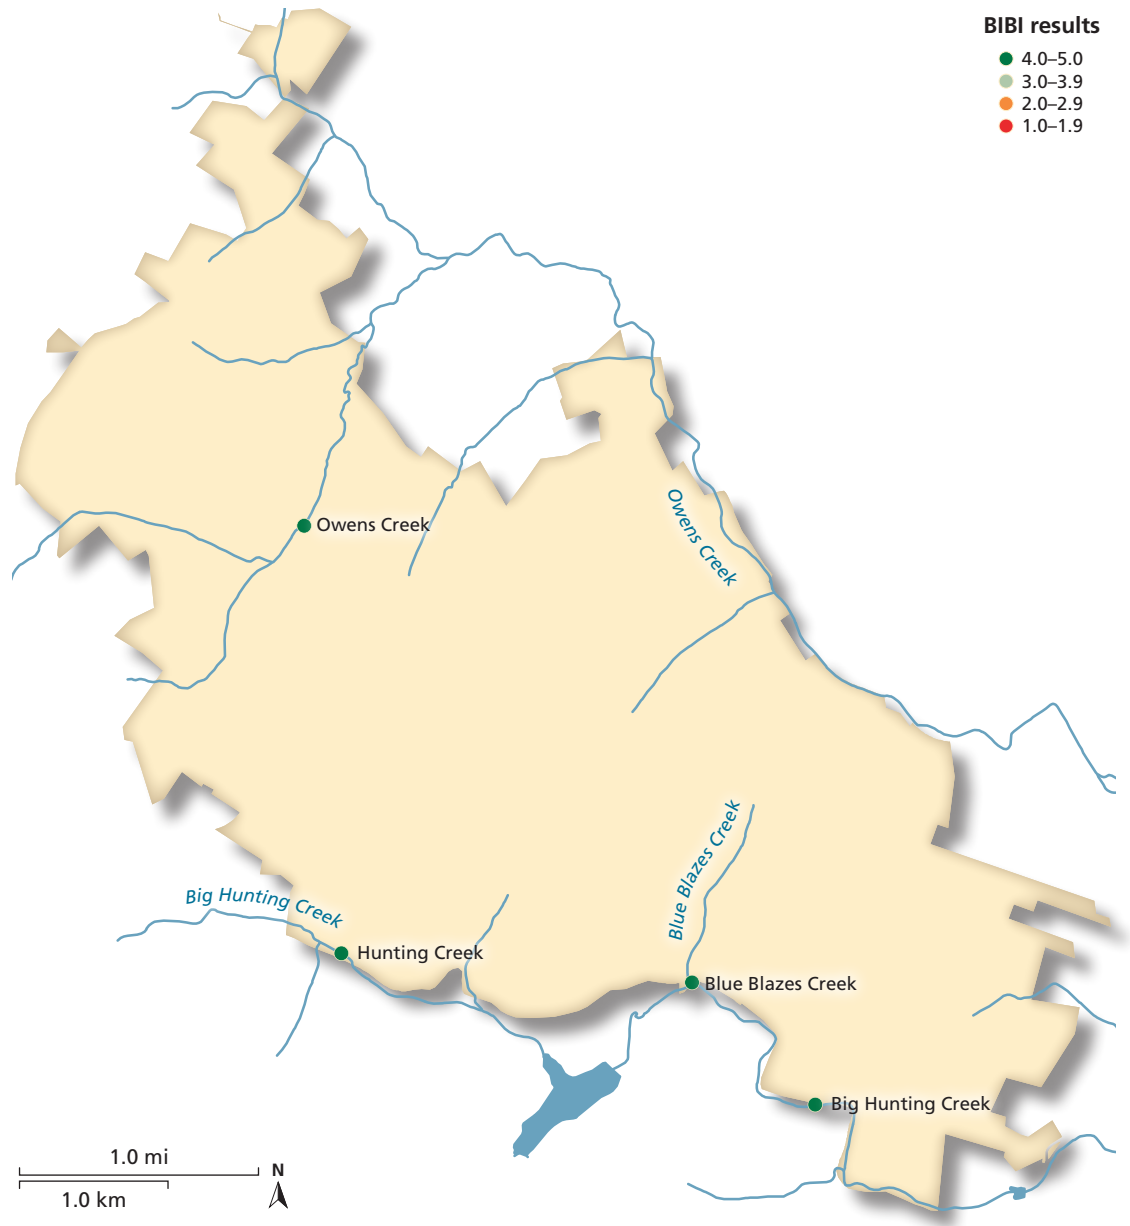 BIBI results
4.0–5.0
3.0–3.9
2.0–2.9
1.0–1.9
Owens Creek
Owens Creek
Blue Blazes Creek
Big Hunting Creek
Hunting Creek
Blue Blazes Creek
Big Hunting Creek
1.0 mi
N
1.0 km